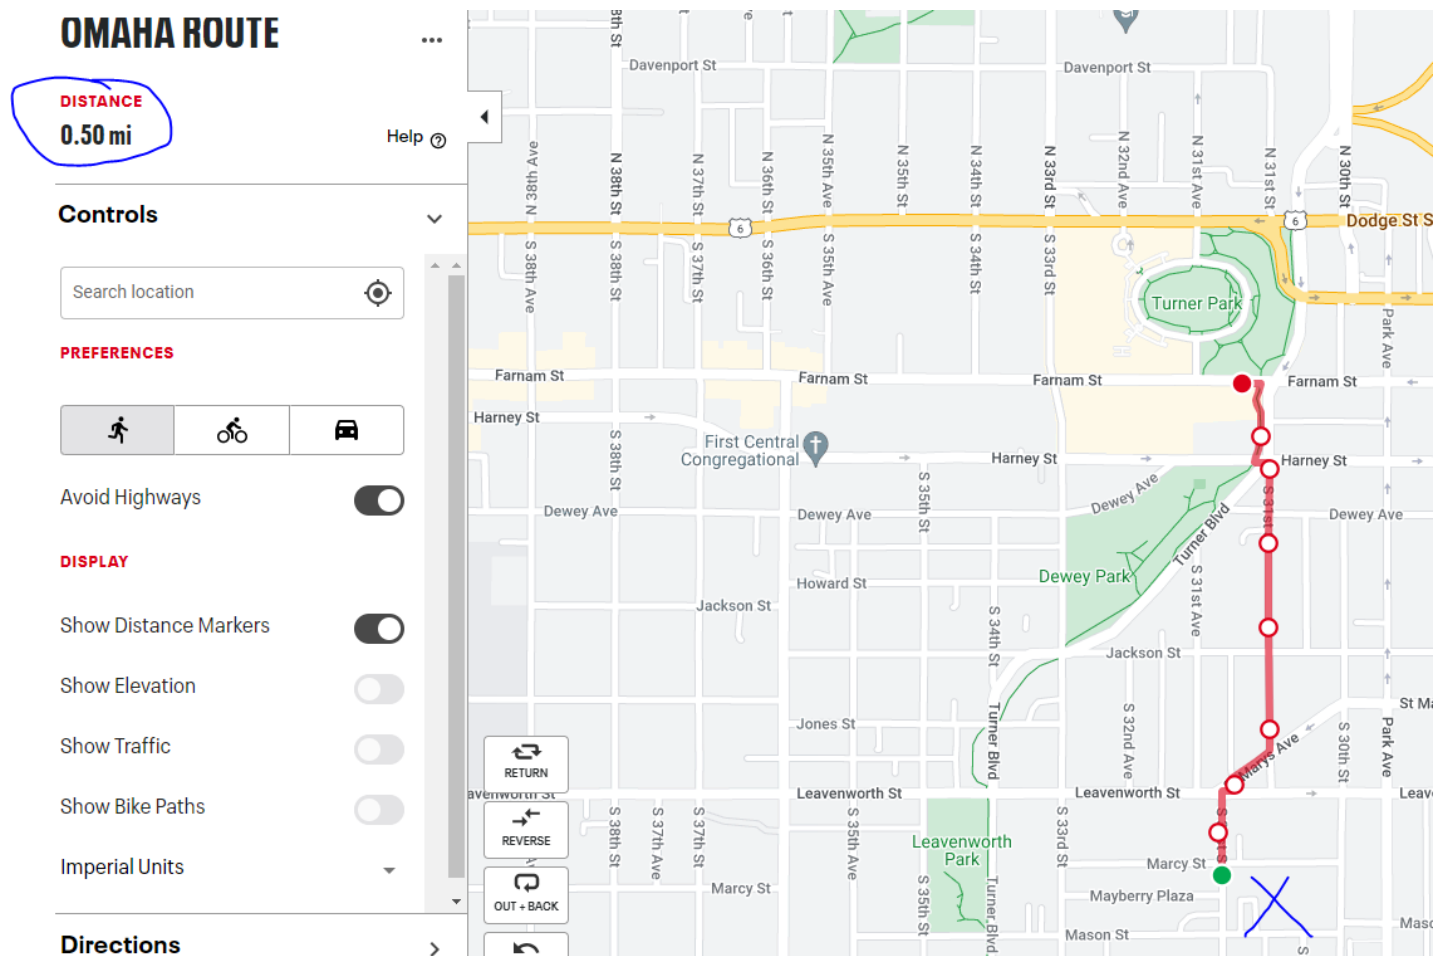 OMAHA ROUTE
DISTANCE
0.50 mi
Help
Controls
Search location
PREFERENCES
Avoid Highways
DISPLAY
Show Distance Markers
Show Elevation
Show Traffic
Show Bike Paths
Imperial Units
Directions
RETURN
REVERSE
OUT + BACK
Davenport St
Davenport St
N 38th Ave
N 38th St
N 37th St
N 36th St
N 35th Ave
N 35th St
N 34th St
N 33rd St
N 32nd Ave
N 31st Ave
N 31st St
N 30th St
6
6
Dodge St
S 38th Ave
S 38th St
S 37th St
S 36th St
S 35th Ave
S 34th St
S 33rd St
Turner Park
Park Ave
Farnam St
Farnam St
Farnam St
Farnam St
Harney St
First Central
Congregational
Harney St
Harney St
S 38th St
S 35th St
Dewey Ave
Dewey Ave
Dewey Ave
Dewey Ave
S 31st
Turner Blvd
Howard St
Dewey Park
S 31st Ave
Jackson St
S 34th St
Jackson St
Jones St
Turner Blvd
S 32nd Ave
Marys Ave
S 30th St
Park Ave
St Ma
Leavenworth St
Leavenworth St
Leav
S 38th St
S 37th Ave
S 37th St
S 35th Ave
S 33rd St
Leavenworth
Park
Marcy St
Marcy St
Mayberry Plaza
S 35th St
Turner Blvd
Mason St
Maso